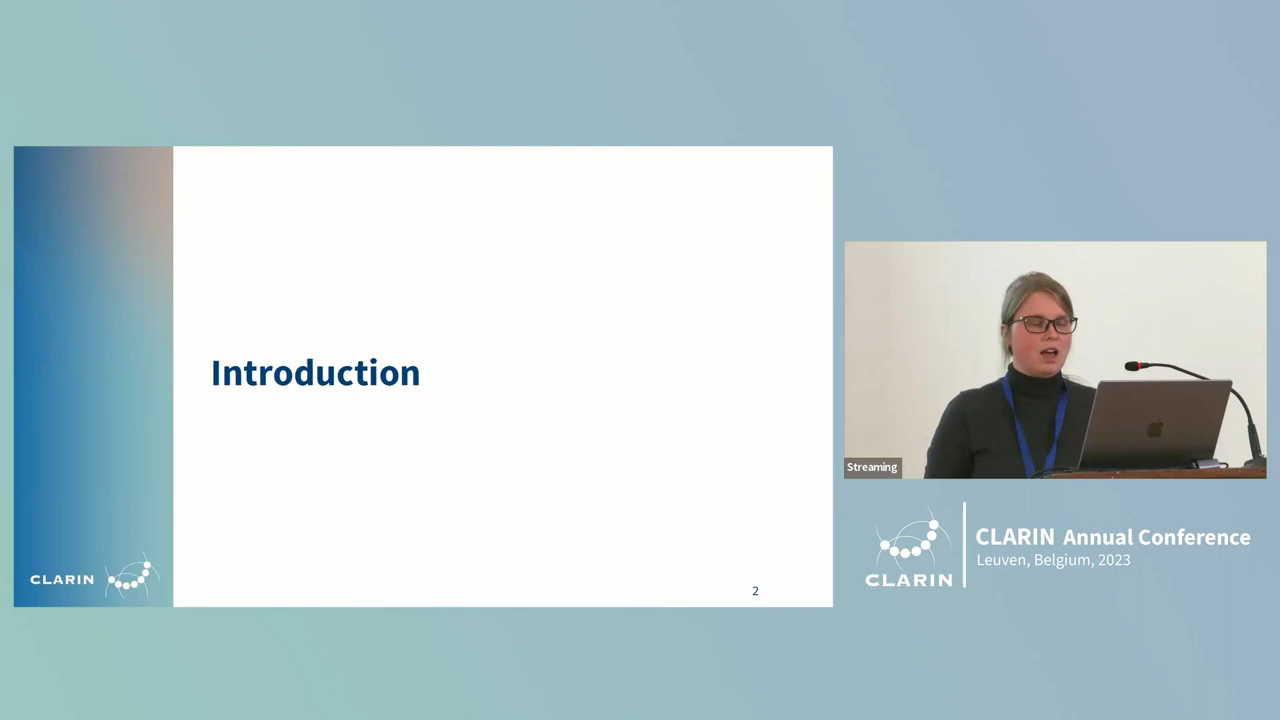 Introduction
CLARIN
2
Streaming
CLARIN
CLARIN Annual Conference
Leuven, Belgium, 2023